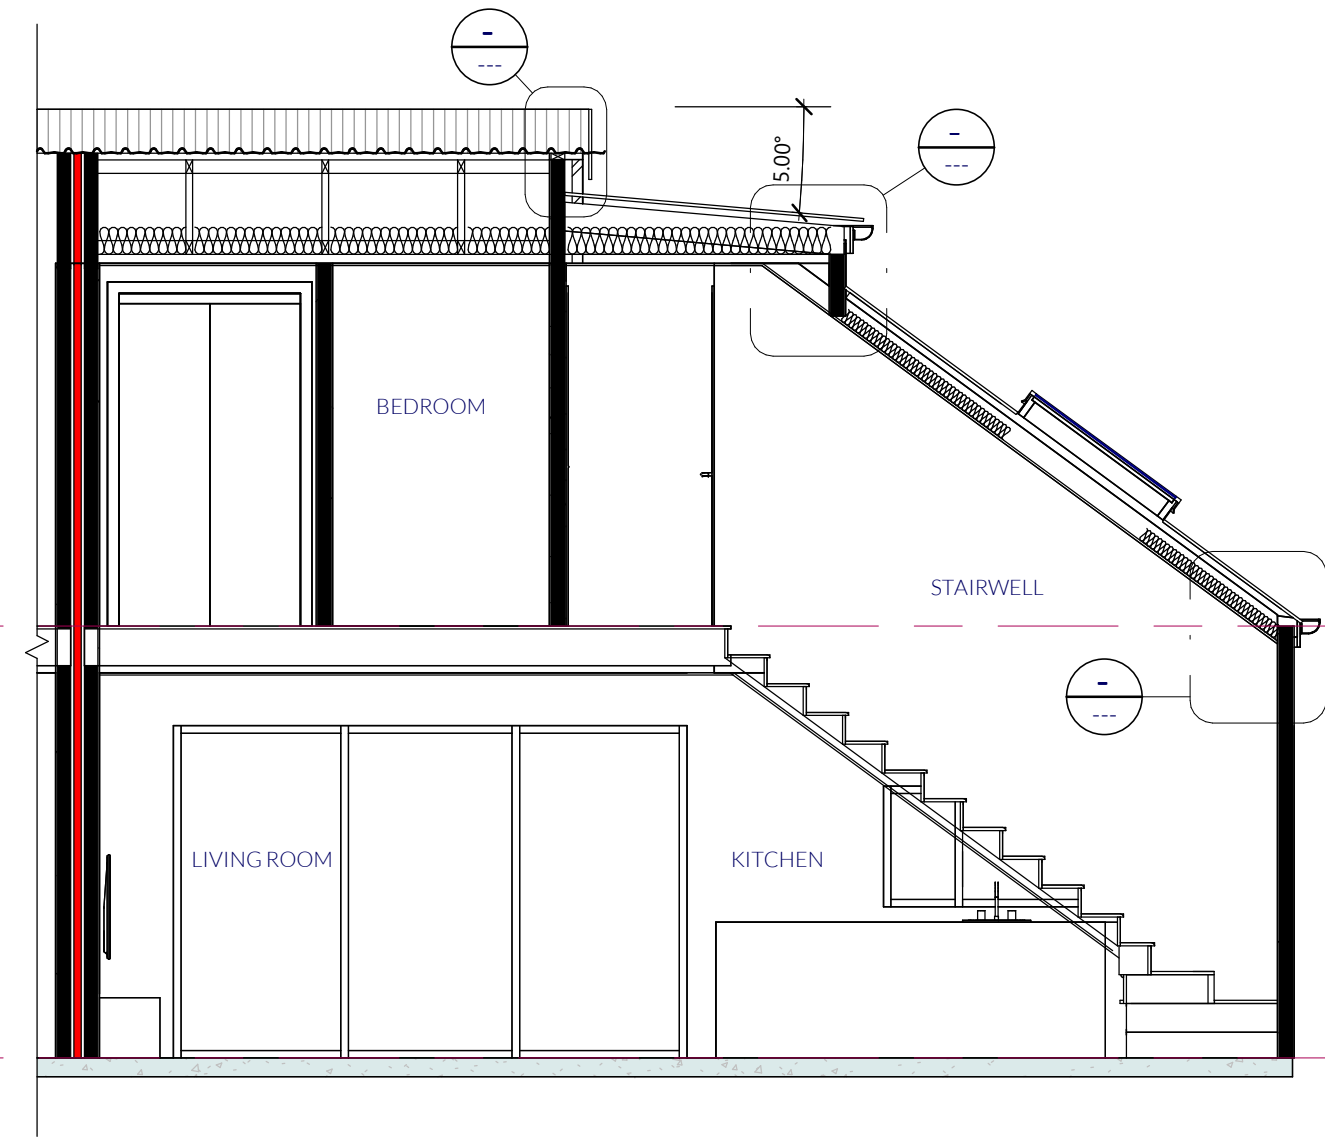 -
---
-
---
5.00°
BEDROOM
STAIRWELL
-
---
LIVING ROOM
KITCHEN